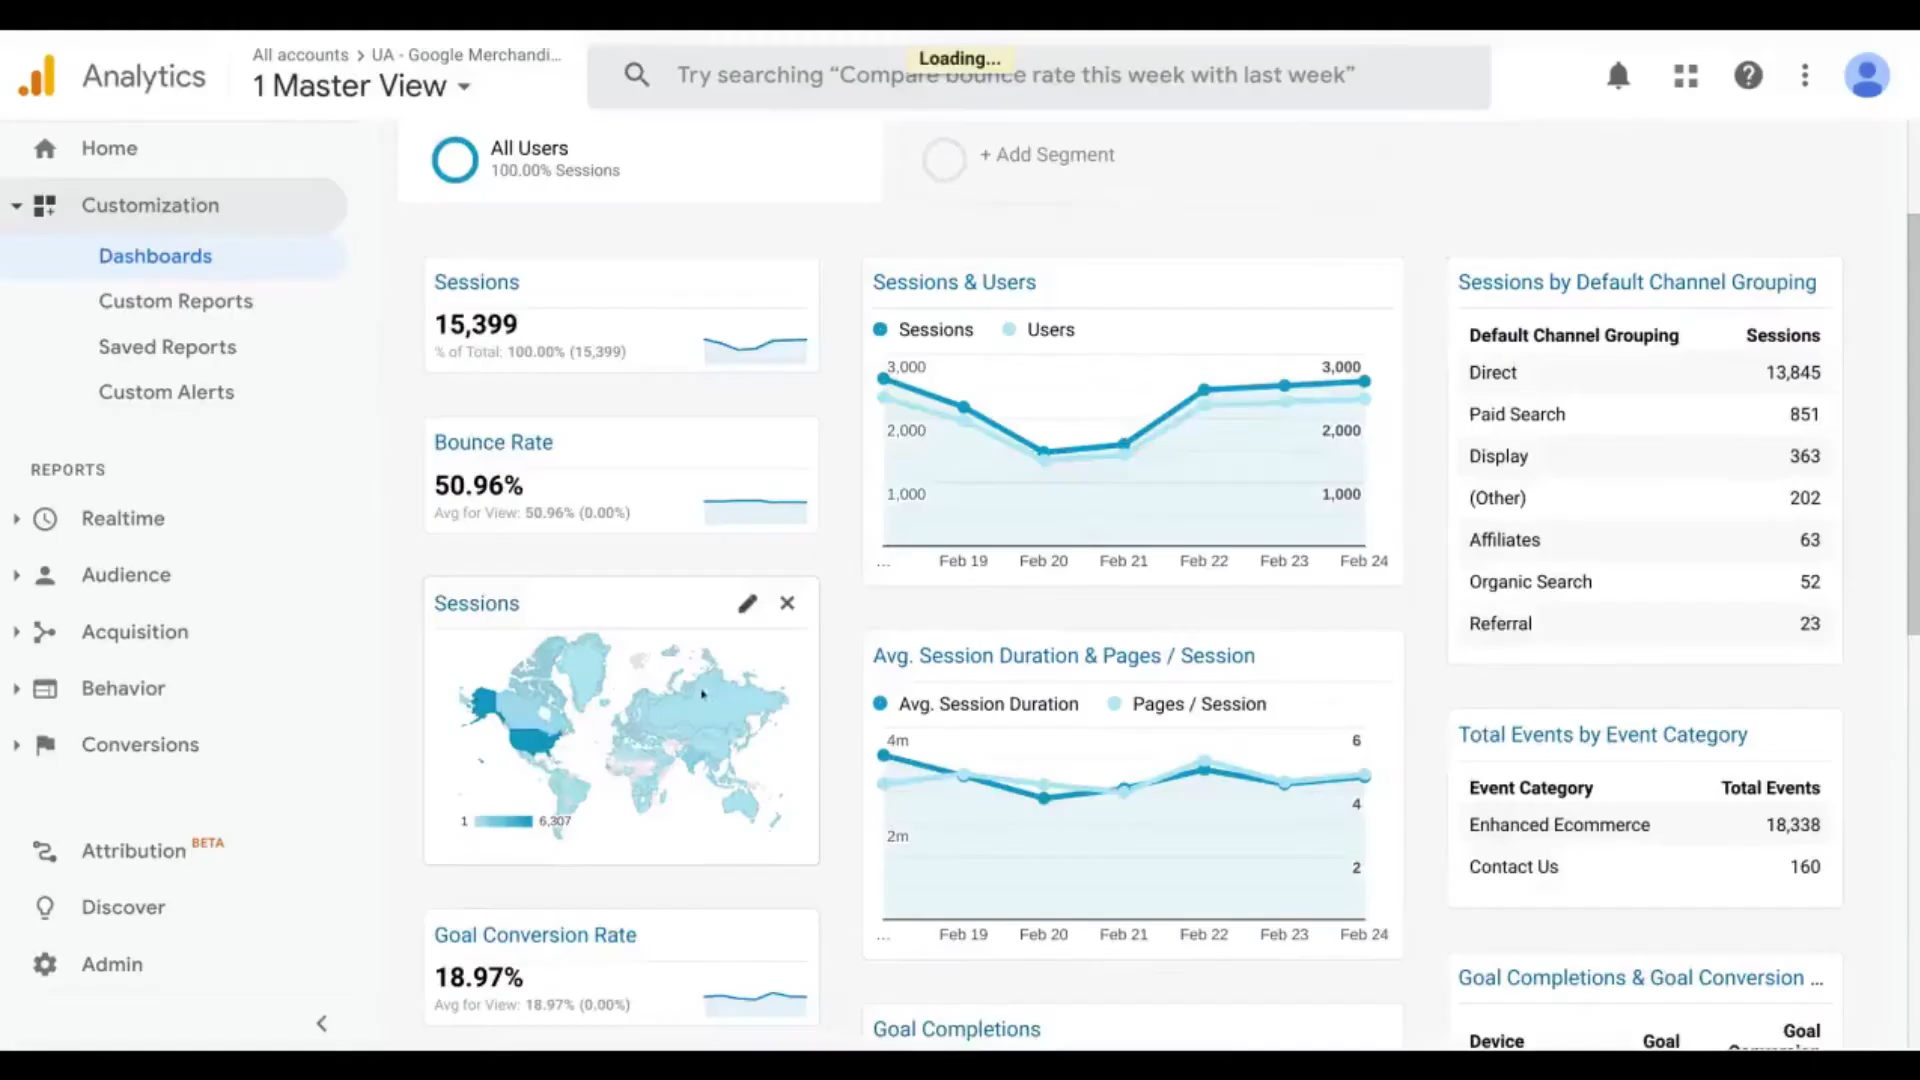 Analytics
All accounts > UA - Google Merchandi...
1 Master View
Loading...
Try searching “Compare bounce rate this week with last week”
Home
Customization
Dashboards
Custom Reports
Saved Reports
Custom Alerts
REPORTS
Realtime
Audience
Acquisition
Behavior
Conversions
Attribution BETA
Discover
Admin
All Users
100.00% Sessions
+ Add Segment
Sessions
15,399
% of Total: 100.00% (15,399)
Bounce Rate
50.96%
Avg for View: 50.96% (0.00%)
Sessions
1 6,307
Goal Conversion Rate
18.97%
Avg for View: 18.97% (0.00%)
Sessions & Users
Sessions Users
3,000 3,000
2,000 2,000
1,000 1,000
... Feb 19 Feb 20 Feb 21 Feb 22 Feb 23 Feb 24
Avg. Session Duration & Pages / Session
Avg. Session Duration Pages / Session
4m 6
4
2m
2
... Feb 19 Feb 20 Feb 21 Feb 22 Feb 23 Feb 24
Goal Completions
Sessions by Default Channel Grouping
Default Channel Grouping Sessions
Direct 13,845
Paid Search 851
Display 363
(Other) 202
Affiliates 63
Organic Search 52
Referral 23
Total Events by Event Category
Event Category Total Events
Enhanced Ecommerce 18,338
Contact Us 160
Goal Completions & Goal Conversion ...
Device Goal Goal